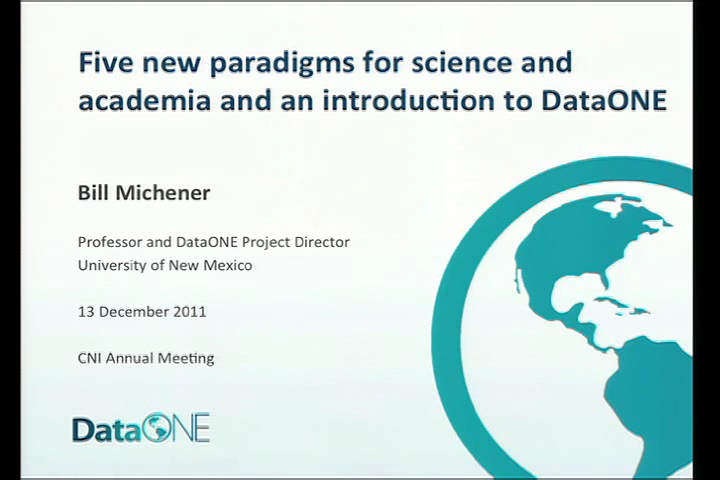 Five new paradigms for science and
academia and an introduction to DataONE
Bill Michener
Professor and DataONE Project Director
University of New Mexico
13 December 2011
CNI Annual Meeting
DataONE